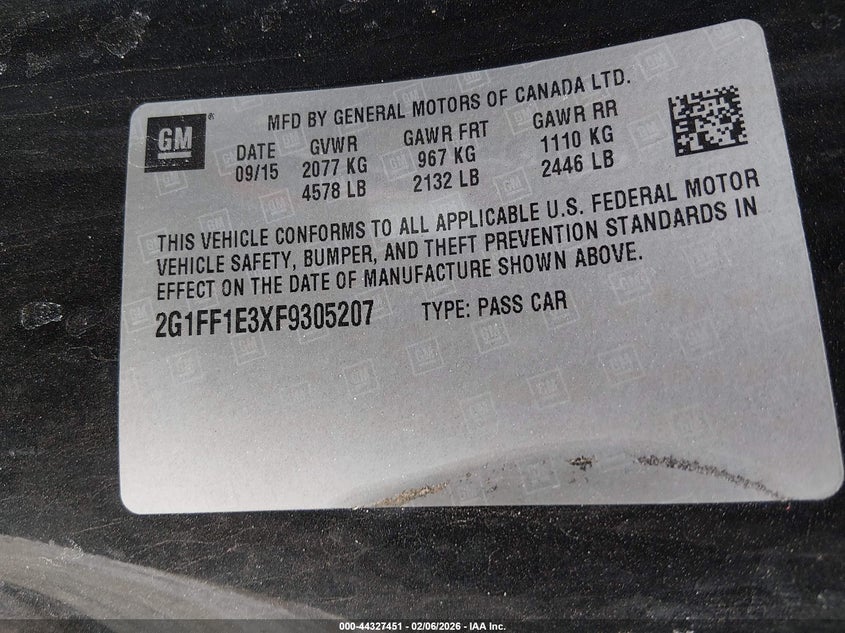 GM
MFD BY GENERAL MOTORS OF CANADA LTD.
DATE GVWR GAWR FRT GAWR RR
09/15 2077 KG 967 KG 1110 KG
4578 LB 2132 LB 2446 LB
THIS VEHICLE CONFORMS TO ALL APPLICABLE U.S. FEDERAL MOTOR
VEHICLE SAFETY, BUMPER, AND THEFT PREVENTION STANDARDS IN
EFFECT ON THE DATE OF MANUFACTURE SHOWN ABOVE.
2G1FF1E3XF9305207 TYPE: PASS CAR
000-44327451 - 02/06/2026 - IAA Inc.